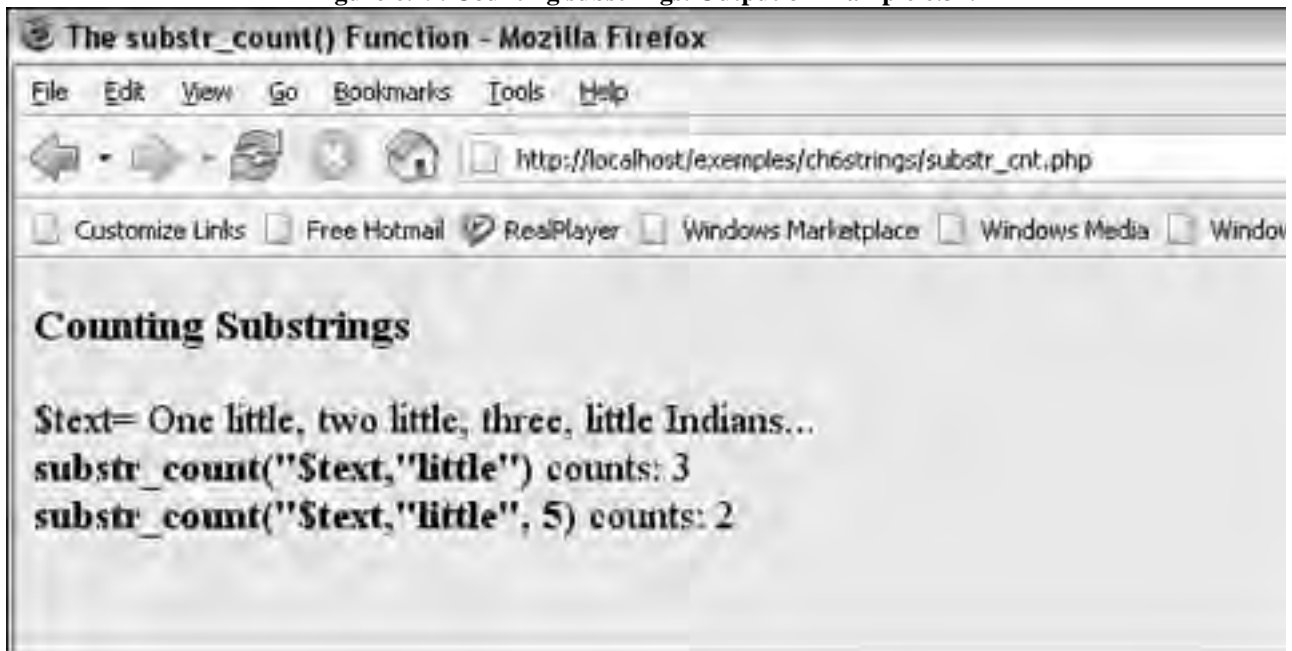 The substr_count() Function - Mozilla Firefox
File Edit View Go Bookmarks Tools Help
http://localhost/exemples/ch6strings/substr_cnt.php
Customize Links Free Hotmail RealPlayer Windows Marketplace Windows Media Window
Counting Substrings
$text= One little, two little, three, little Indians...
substr_count("$text,"little") counts: 3
substr_count("$text,"little", 5) counts: 2